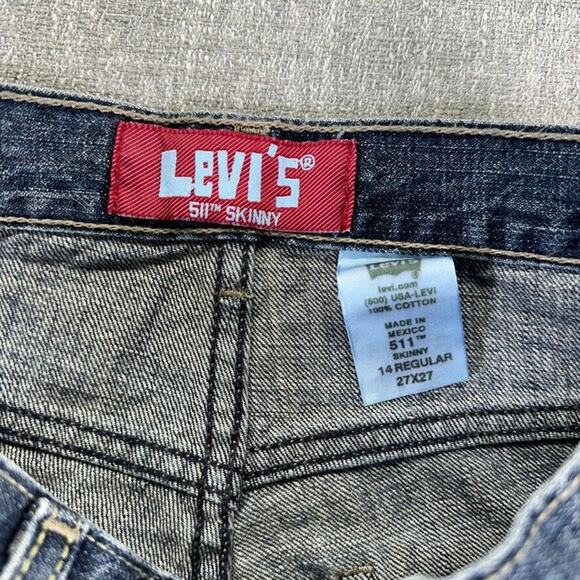 LEVI'S®
511™ SKINNY
LEVI'S
®
levi.com
(800) USA-LEVI
100% COTTON
MADE IN
MEXICO
511™
SKINNY
14 REGULAR
27X27